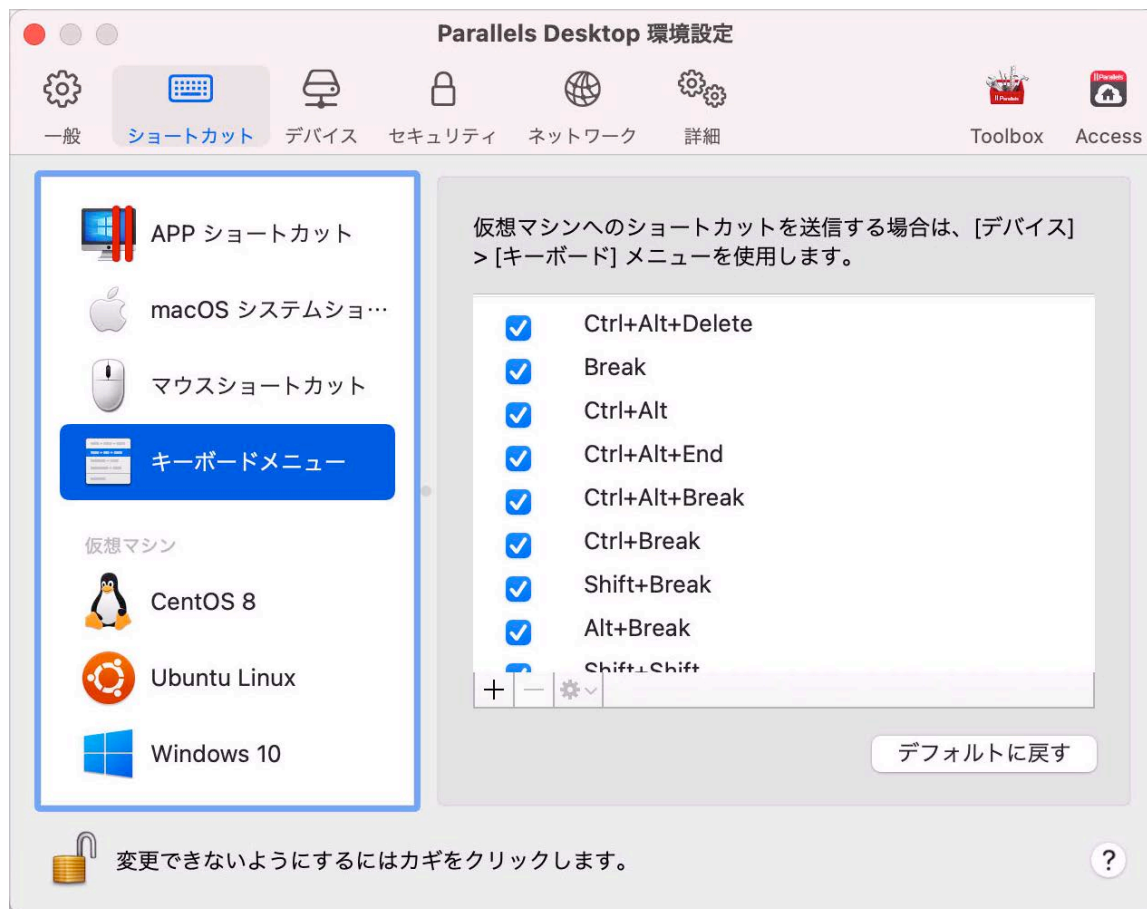 Parallels Desktop 環境設定
一般
ショートカット
デバイス
セキュリティ
ネットワーク
詳細
Toolbox
Access
APP ショートカット
macOS システムショ…
マウスショートカット
キーボードメニュー
仮想マシン
CentOS 8
Ubuntu Linux
Windows 10
仮想マシンへのショートカットを送信する場合は、[デバイス]
> [キーボード] メニューを使用します。
Ctrl+Alt+Delete
Break
Ctrl+Alt
Ctrl+Alt+End
Ctrl+Alt+Break
Ctrl+Break
Shift+Break
Alt+Break
Shift+Shift
デフォルトに戻す
変更できないようにするにはカギをクリックします。
?